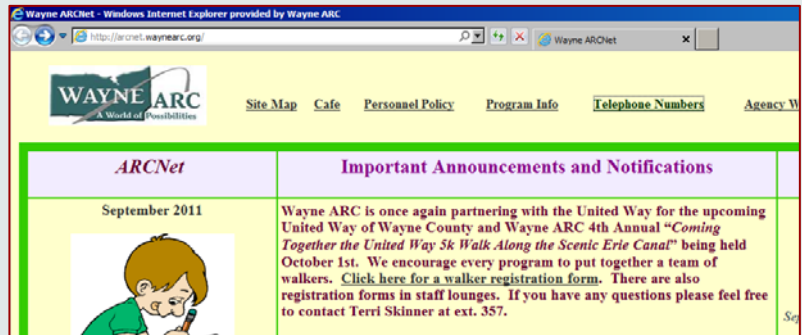 Wayne ARCNet - Windows Internet Explorer provided by Wayne ARC
http://arcnet.waynearc.org/
Wayne ARCNet
WAYNE ARC
A World of Possibilities
Site Map Cafe Personnel Policy Program Info Telephone Numbers Agency W
ARCNet
Important Announcements and Notifications
September 2011
Wayne ARC is once again partnering with the United Way for the upcoming
United Way of Wayne County and Wayne ARC 4th Annual “Coming
Together the United Way 5k Walk Along the Scenic Erie Canal” being held
October 1st. We encourage every program to put together a team of
walkers. Click here for a walker registration form. There are also
registration forms in staff lounges. If you have any questions please feel free
to contact Terri Skinner at ext. 357.
Sep